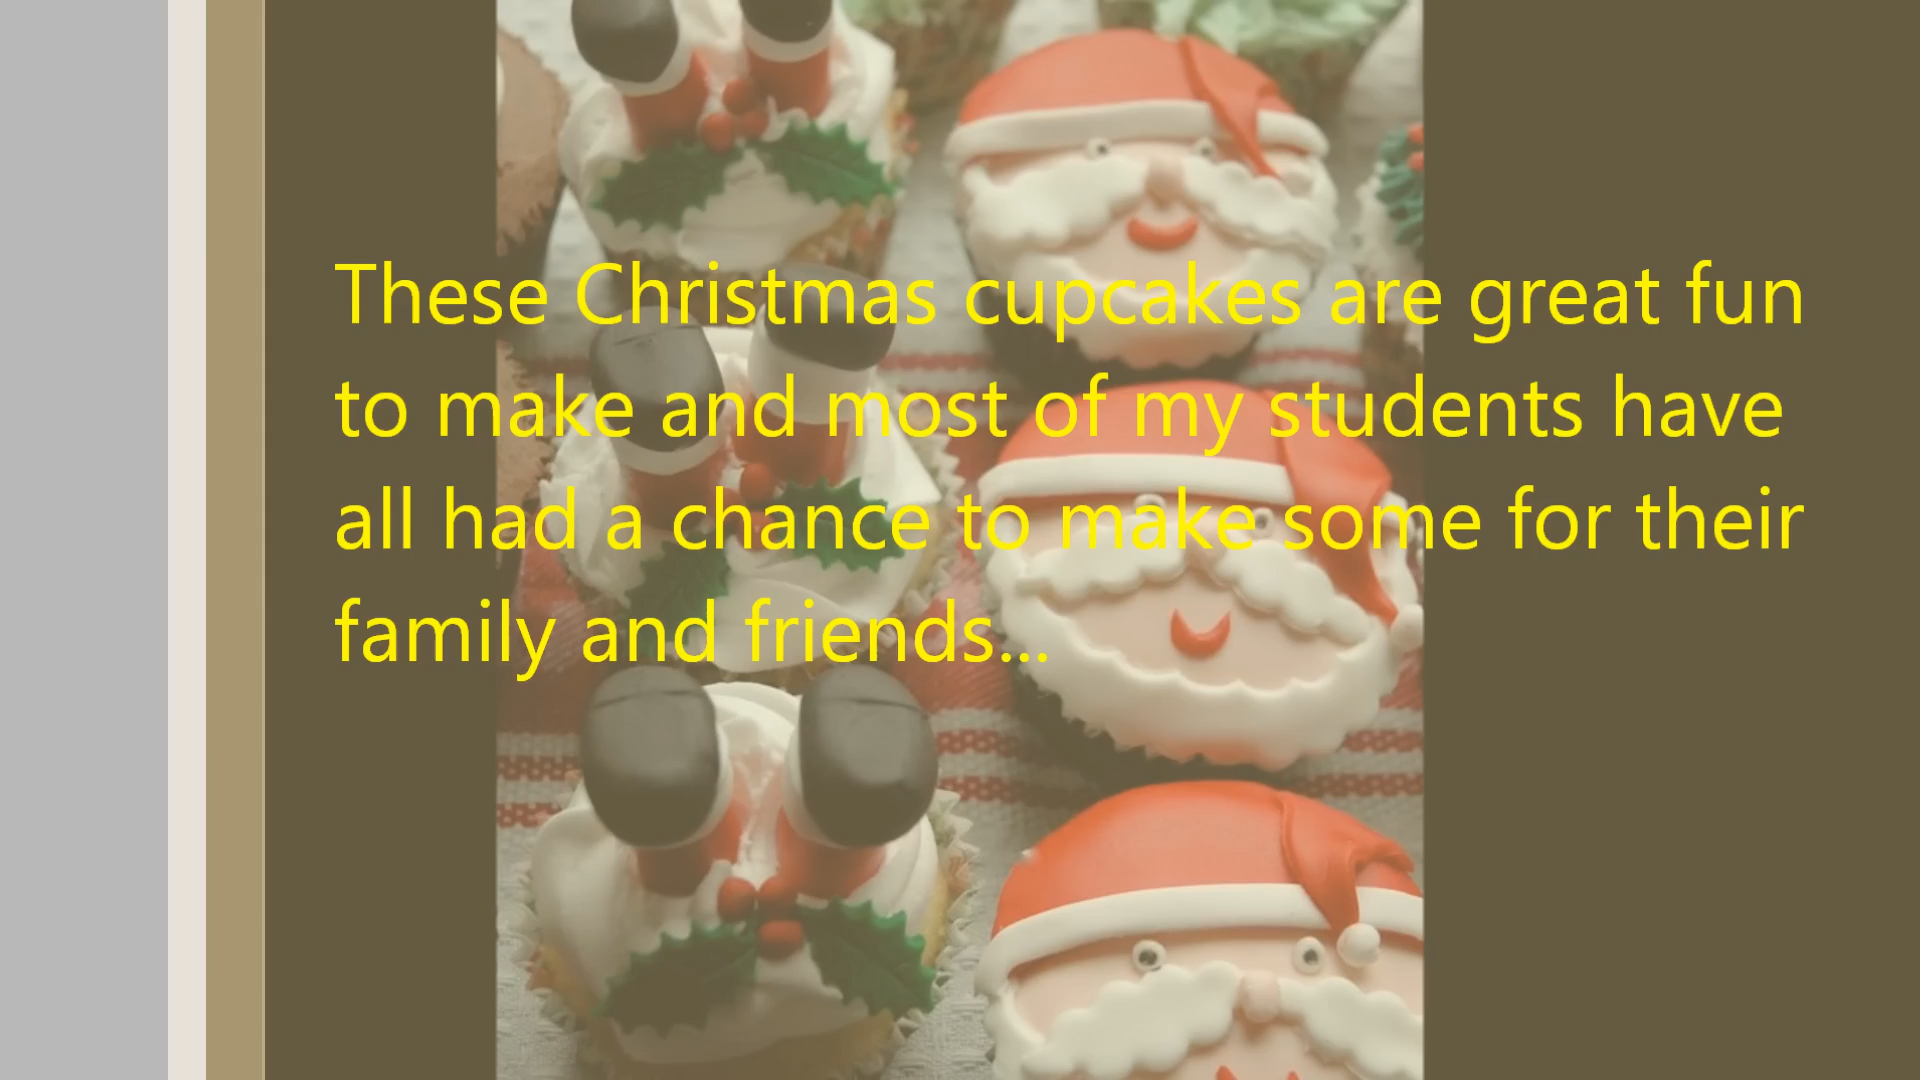 These Christmas cupcakes are great fun
to make and most of my students have
all had a chance to make some for their
family and friends...